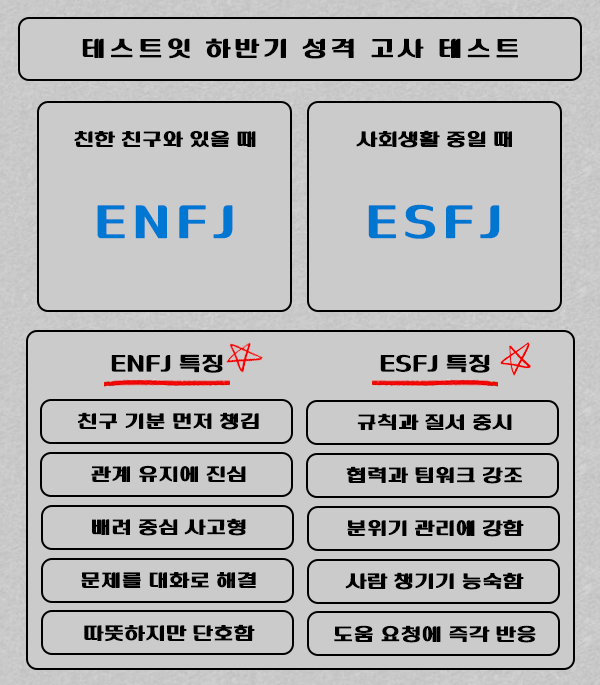 테스트잇 하반기 성격 고사 테스트
친한 친구와 있을 때
ENFJ
사회생활 중일 때
ESFJ
ENFJ 특징
친구 기분 먼저 챙김
관계 유지에 진심
배려 중심 사고형
문제를 대화로 해결
따뜻하지만 단호함
ESFJ 특징
규칙과 질서 중시
협력과 팀워크 강조
분위기 관리에 강함
사람 챙기기 능숙함
도움 요청에 즉각 반응